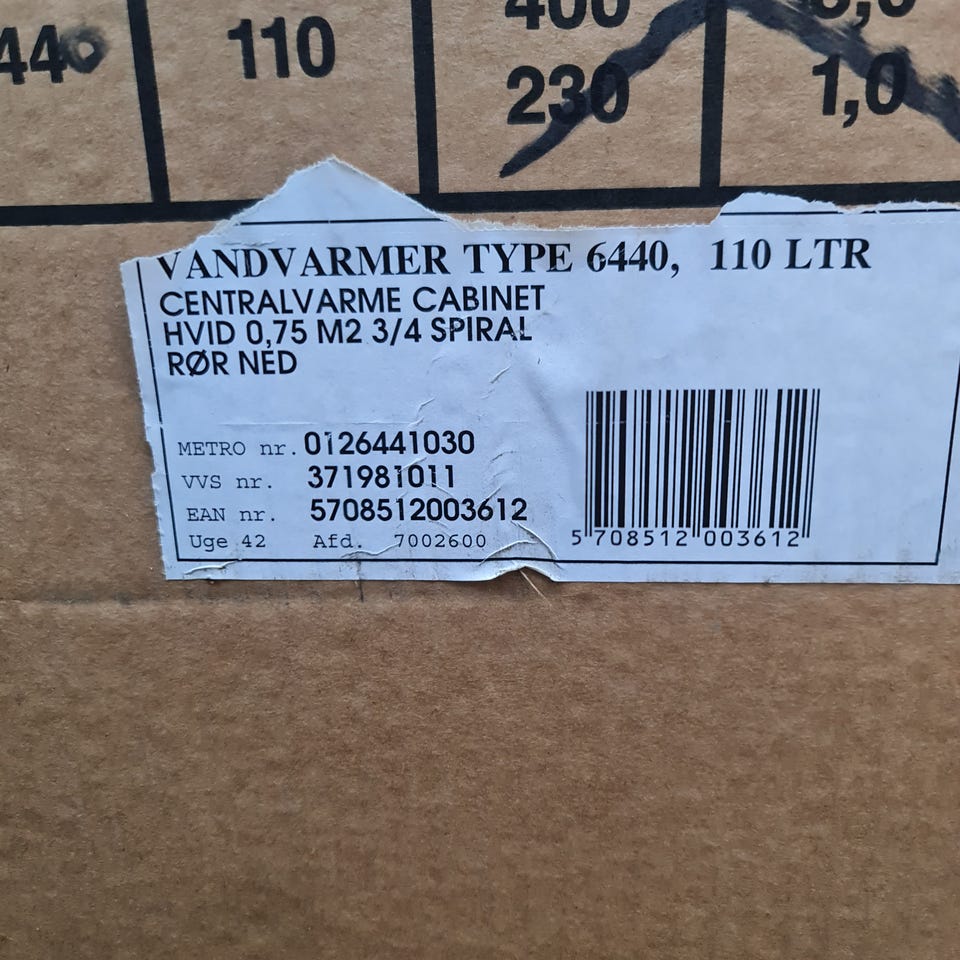 110
400
230
1,0
VANDVARMER TYPE 6440, 110 LTR
CENTRALVARME CABINET
HVID 0,75 M2 3/4 SPIRAL
RØR NED
METRO nr. 0126441030
VVS nr. 371981011
EAN nr. 5708512003612
Uge 42 Afd. 7002600
5 708512 003612